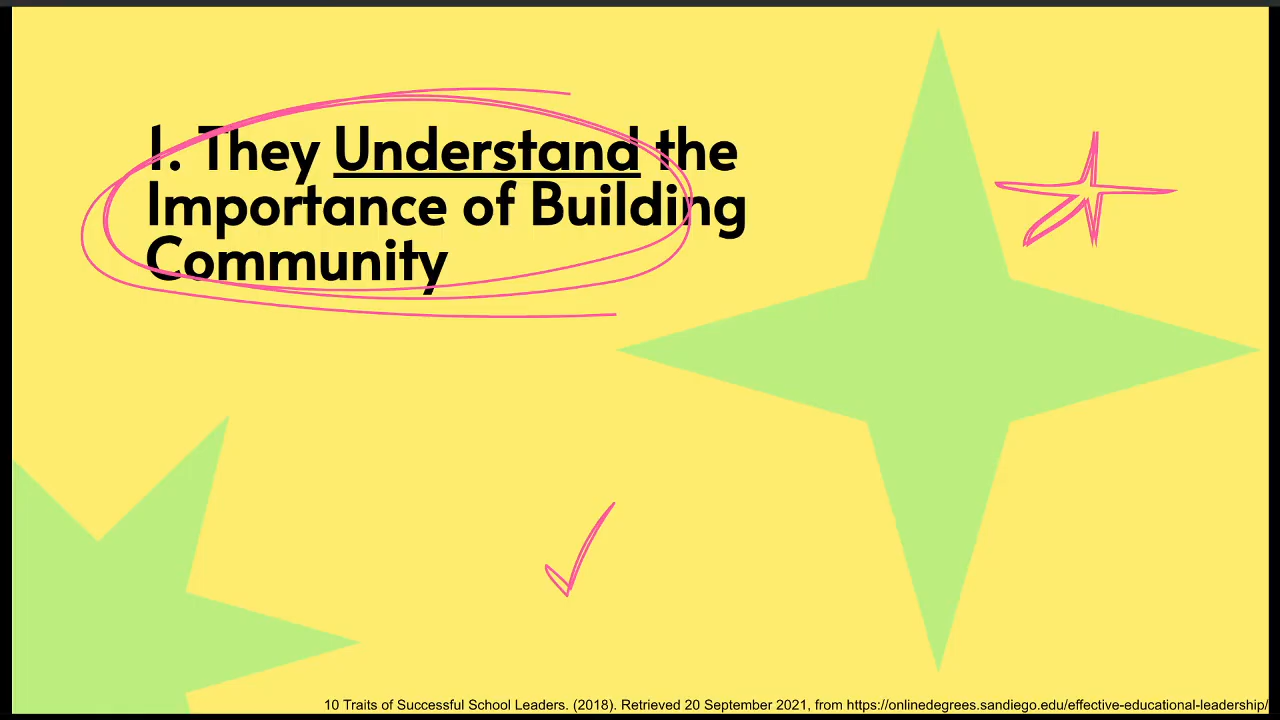 1. They Understand the
Importance of Building
Community
10 Traits of Successful School Leaders. (2018). Retrieved 20 September 2021, from https://onlinedegrees.sandiego.edu/effective-educational-leadership/